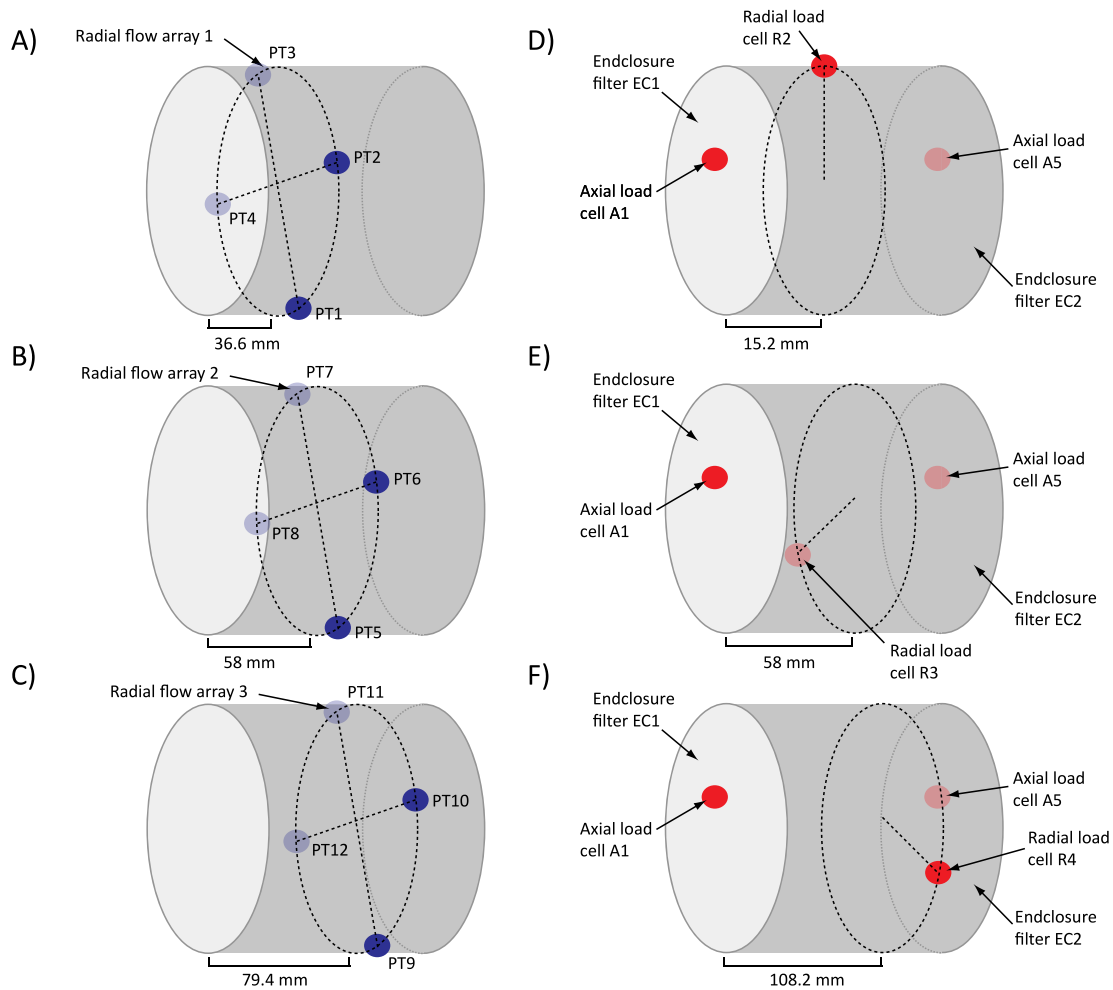 A)
Radial flow array 1
PT3
PT2
PT4
PT1
36.6 mm
B)
Radial flow array 2
PT7
PT6
PT8
PT5
58 mm
C)
Radial flow array 3
PT11
PT10
PT12
PT9
79.4 mm
D)
Radial load
cell R2
Endclosure
filter EC1
Axial load
cell A5
Axial load
cell A1
Endclosure
filter EC2
15.2 mm
E)
Endclosure
filter EC1
Axial load
cell A5
Axial load
cell A1
Endclosure
filter EC2
58 mm
Radial load
cell R3
F)
Endclosure
filter EC1
Axial load
cell A5
Axial load
cell A1
Radial load
cell R4
Endclosure
filter EC2
108.2 mm